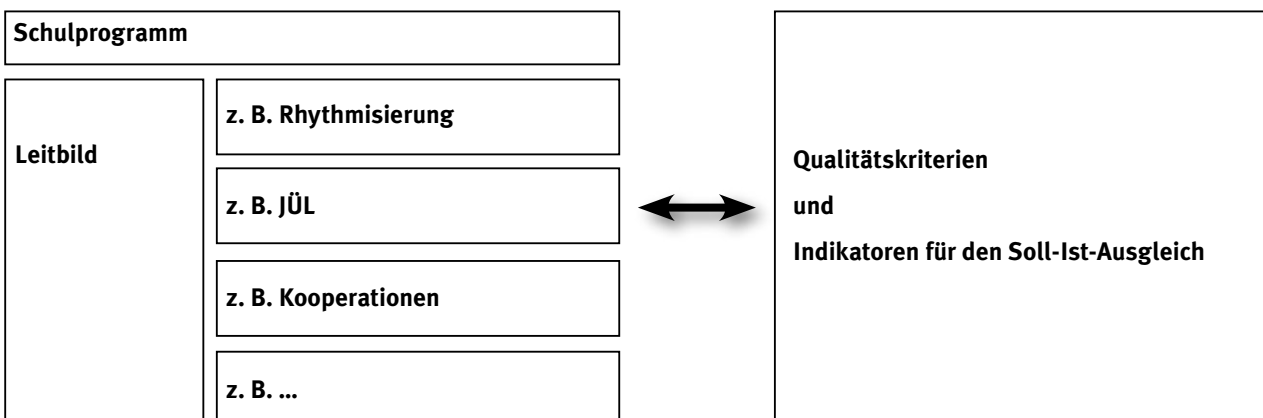 Schulprogramm
Leitbild
z. B. Rhythmisierung
z. B. JÜL
z. B. Kooperationen
z. B. ...
Qualitätskriterien
und
Indikatoren für den Soll-Ist-Ausgleich